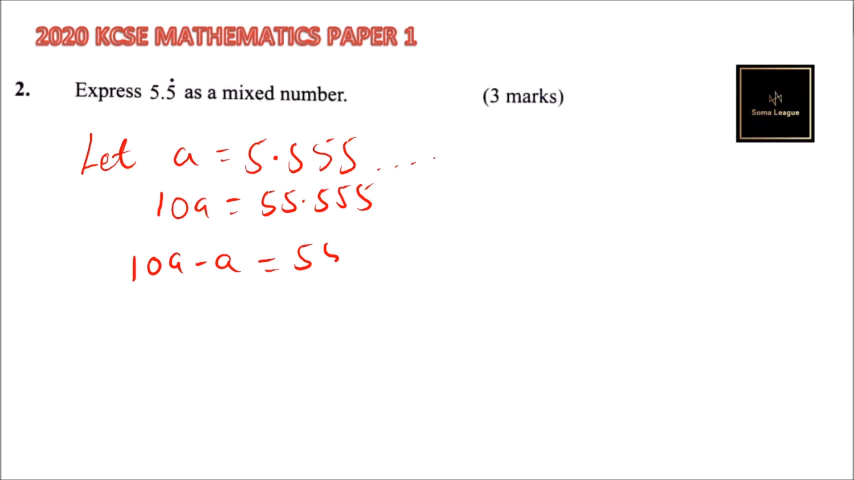 2020 KCSE MATHEMATICS PAPER 1
2. Express 5.5̇ as a mixed number. (3 marks)
Soma League
Let a = 5.555....
10a = 55.555
10a - a = 55